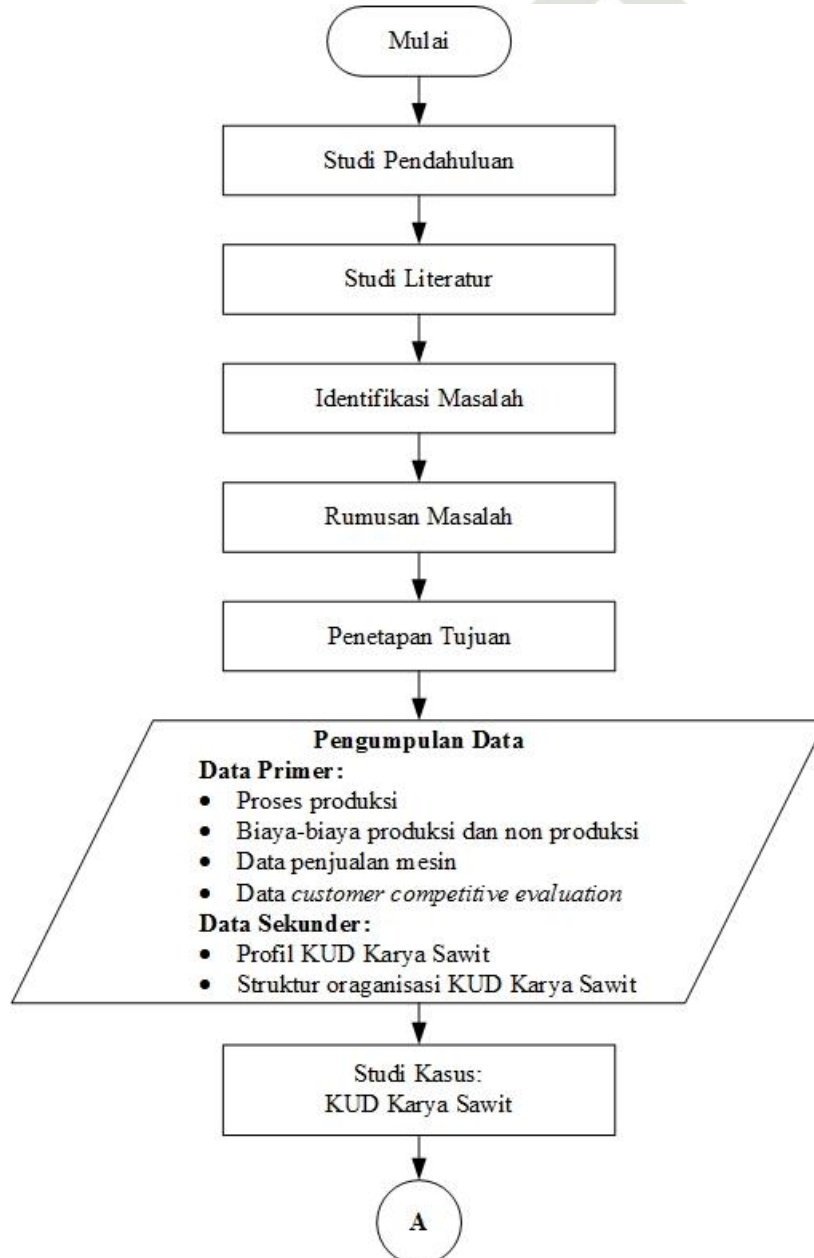 Mulai
Studi Pendahuluan
Studi Literatur
Identifikasi Masalah
Rumusan Masalah
Penetapan Tujuan
Pengumpulan Data
Data Primer:
• Proses produksi
• Biaya-biaya produksi dan non produksi
• Data penjualan mesin
• Data customer competitive evaluation
Data Sekunder:
• Profil KUD Karya Sawit
• Struktur oraganisasi KUD Karya Sawit
Studi Kasus:
KUD Karya Sawit
A